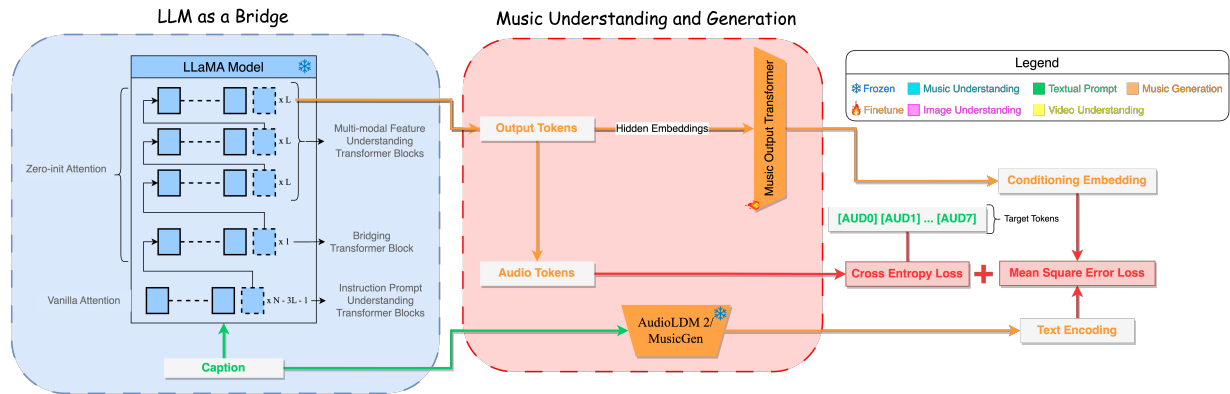 LLM as a Bridge
Music Understanding and Generation
LLaMA Model
x L
x L
x L
x 1
x N - 3L - 1
Zero-init Attention
Vanilla Attention
Multi-modal Feature
Understanding
Transformer Blocks
Bridging
Transformer Block
Instruction Prompt
Understanding
Transformer Blocks
Caption
Output Tokens
Hidden Embeddings
Music Output Transformer
Audio Tokens
AudioLDM 2/
MusicGen
Legend
Frozen
Music Understanding
Textual Prompt
Music Generation
Finetune
Image Understanding
Video Understanding
Conditioning Embedding
[AUD0] [AUD1] ... [AUD7]
Target Tokens
Cross Entropy Loss
+
Mean Square Error Loss
Text Encoding